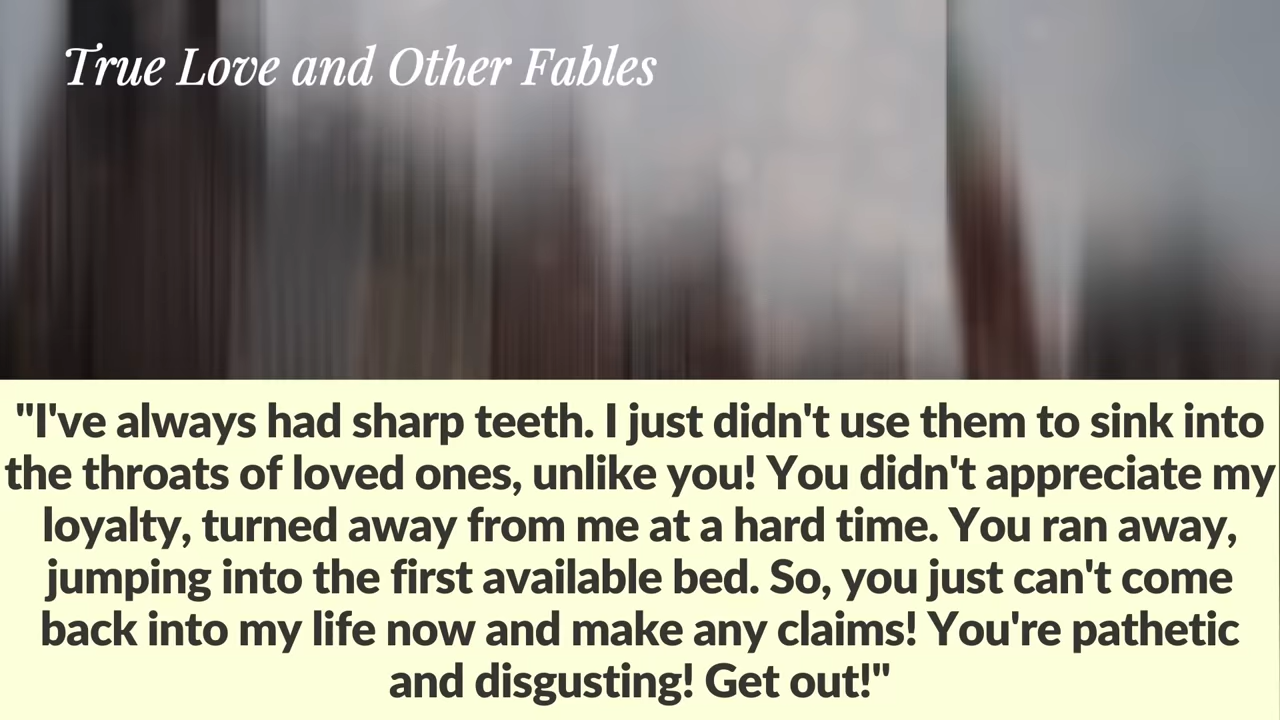 True Love and Other Fables
"I've always had sharp teeth. I just didn't use them to sink into
the throats of loved ones, unlike you! You didn't appreciate my
loyalty, turned away from me at a hard time. You ran away,
jumping into the first available bed. So, you just can't come
back into my life now and make any claims! You're pathetic
and disgusting! Get out!"